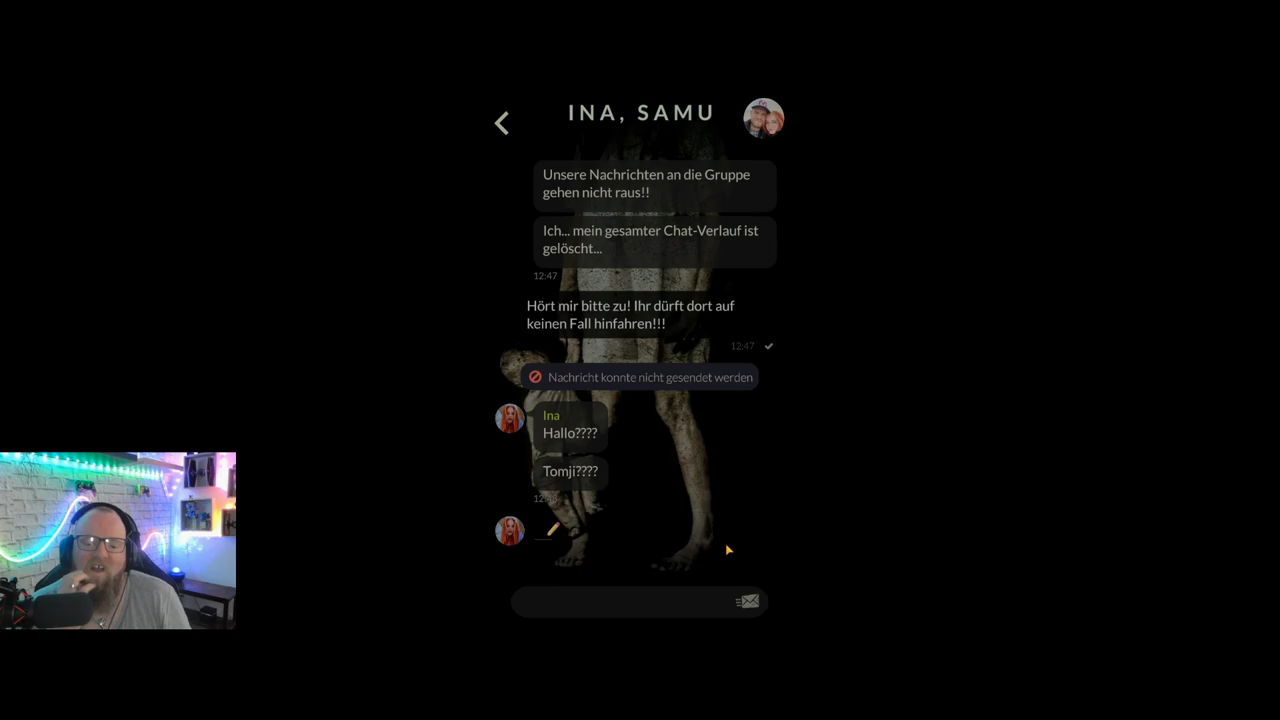 INA, SAMU
Unsere Nachrichten an die Gruppe
gehen nicht raus!!
Ich... mein gesamter Chat-Verlauf ist
gelöscht...
12:47
Hört mir bitte zu! Ihr dürft dort auf
keinen Fall hinfahren!!!
12:47
Nachricht konnte nicht gesendet werden
Ina
Hallo????
Tomji????